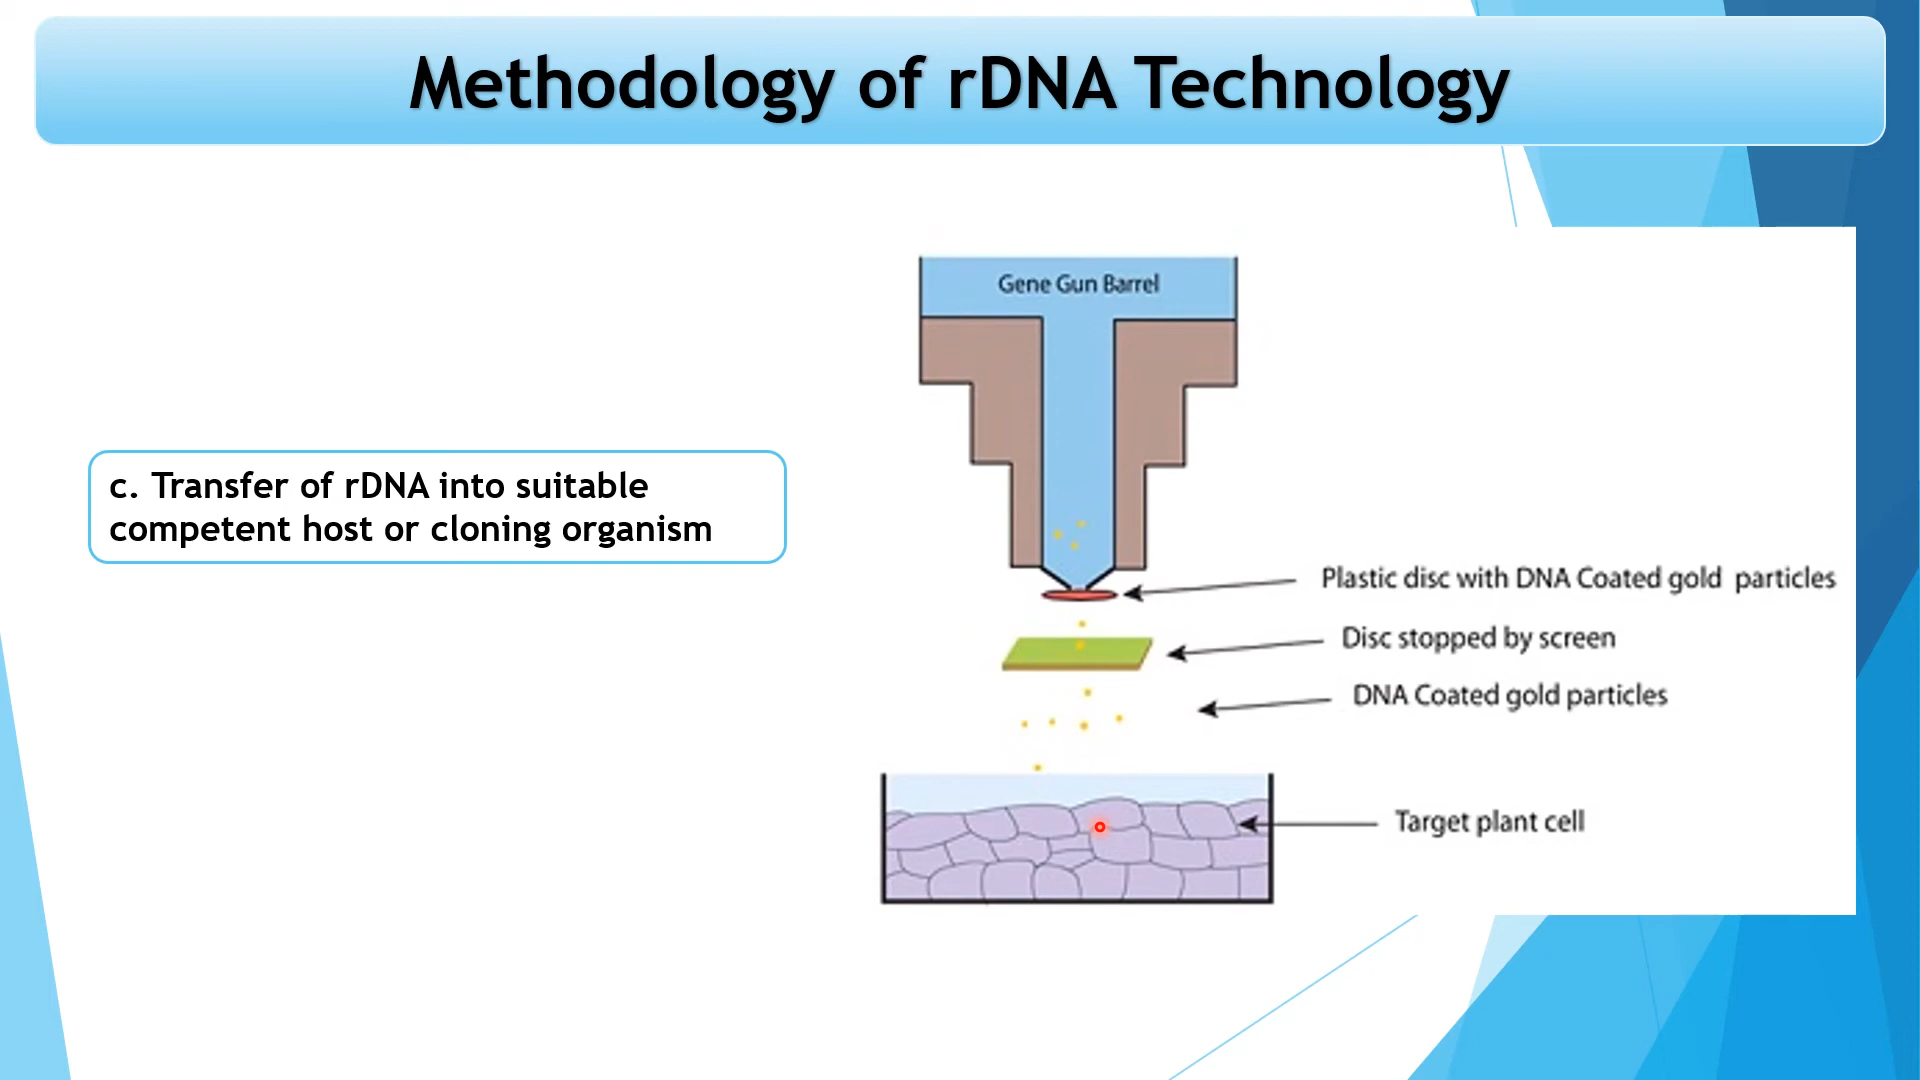 Methodology of rDNA Technology
c. Transfer of rDNA into suitable
competent host or cloning organism
Gene Gun Barrel
Plastic disc with DNA Coated gold particles
Disc stopped by screen
DNA Coated gold particles
Target plant cell